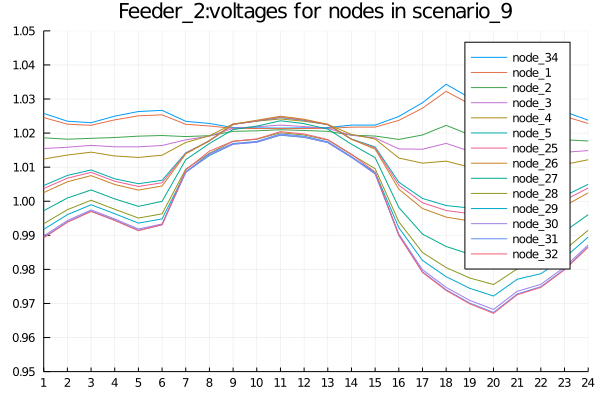 Feeder_2:voltages for nodes in scenario_9
1.05
1.04
1.03
1.02
1.01
1.00
0.99
0.98
0.97
0.96
0.95
node_34
node_1
node_2
node_3
node_4
node_5
node_25
node_26
node_27
node_28
node_29
node_30
node_31
node_32
1 2 3 4 5 6 7 8 9 10 11 12 13 14 15 16 17 18 19 20 21 22 23 24